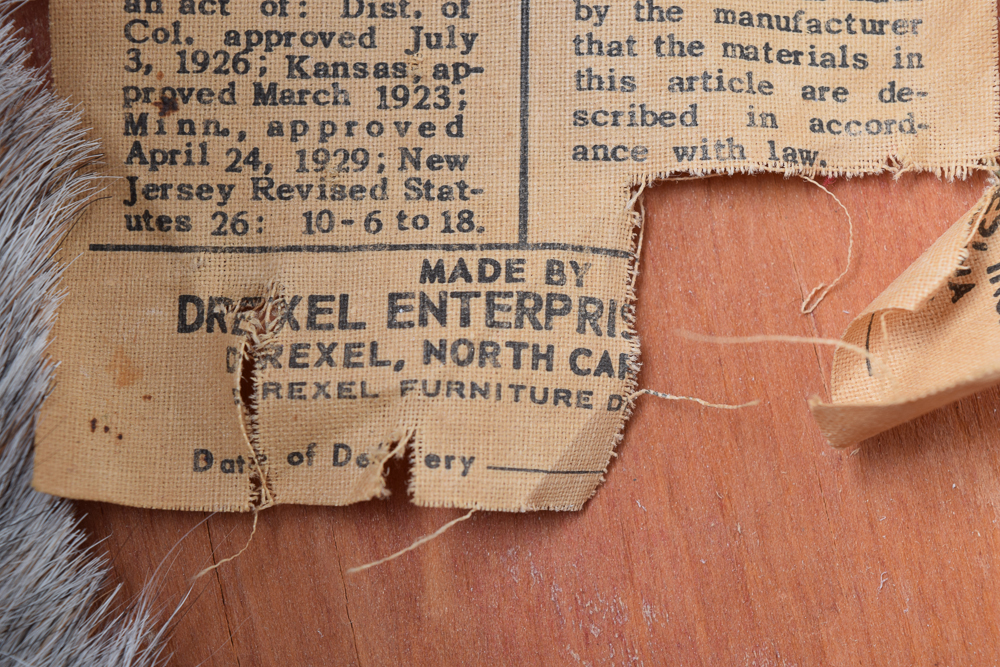 an act of: Dist. of
Col. approved July
3, 1926; Kansas, ap-
proved March 1923;
Minn., approved
April 24, 1929; New
Jersey Revised Stat-
utes 26: 10-6 to 18.
by the manufacturer
that the materials in
this article are de-
scribed in accord-
ance with law.
MADE BY
DREXEL ENTERPRIS
DREXEL, NORTH CAR
DREXEL FURNITURE D
Date of Delivery